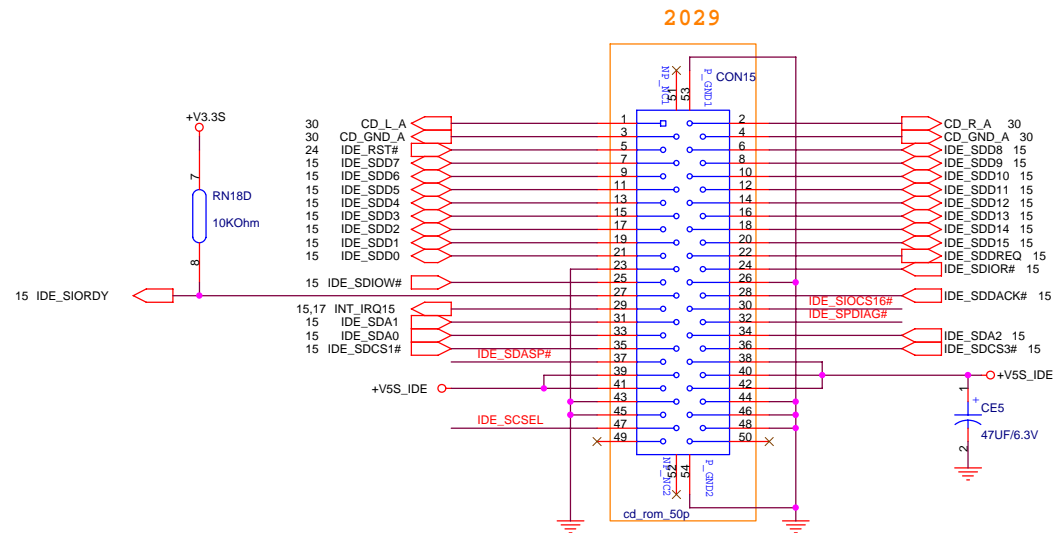 2029
CON15
NP_NC1
P_GND1
51
53
+V3.3S
30 CD_L_A 1 2 CD_R_A 30
30 CD_GND_A 3 4 CD_GND_A 30
24 IDE_RST# 5 6 IDE_SDD8 15
15 IDE_SDD7 7 8 IDE_SDD9 15
15 IDE_SDD6 9 10 IDE_SDD10 15
15 IDE_SDD5 11 12 IDE_SDD11 15
15 IDE_SDD4 13 14 IDE_SDD12 15
15 IDE_SDD3 15 16 IDE_SDD13 15
15 IDE_SDD2 17 18 IDE_SDD14 15
15 IDE_SDD1 19 20 IDE_SDD15 15
15 IDE_SDD0 21 22 IDE_SDDREQ 15
23 24 IDE_SDIOR# 15
15 IDE_SDIOW# 25 26
15 IDE_SIORDY 27 28 IDE_SDDACK# 15
15,17 INT_IRQ15 29 30 IDE_SIOCS16#
15 IDE_SDA1 31 32 IDE_SPDIAG#
15 IDE_SDA0 33 34 IDE_SDA2 15
15 IDE_SDCS1# 35 36 IDE_SDCS3# 15
IDE_SDASP# 37 38
39 40 +V5S_IDE
+V5S_IDE 41 42
43 44
45 46
IDE_SCSEL 47 48
49 50
7
RN18D
10KOhm
8
1
+
CE5
47UF/6.3V
2
NP_NC2
P_GND2
52
54
cd_rom_50p